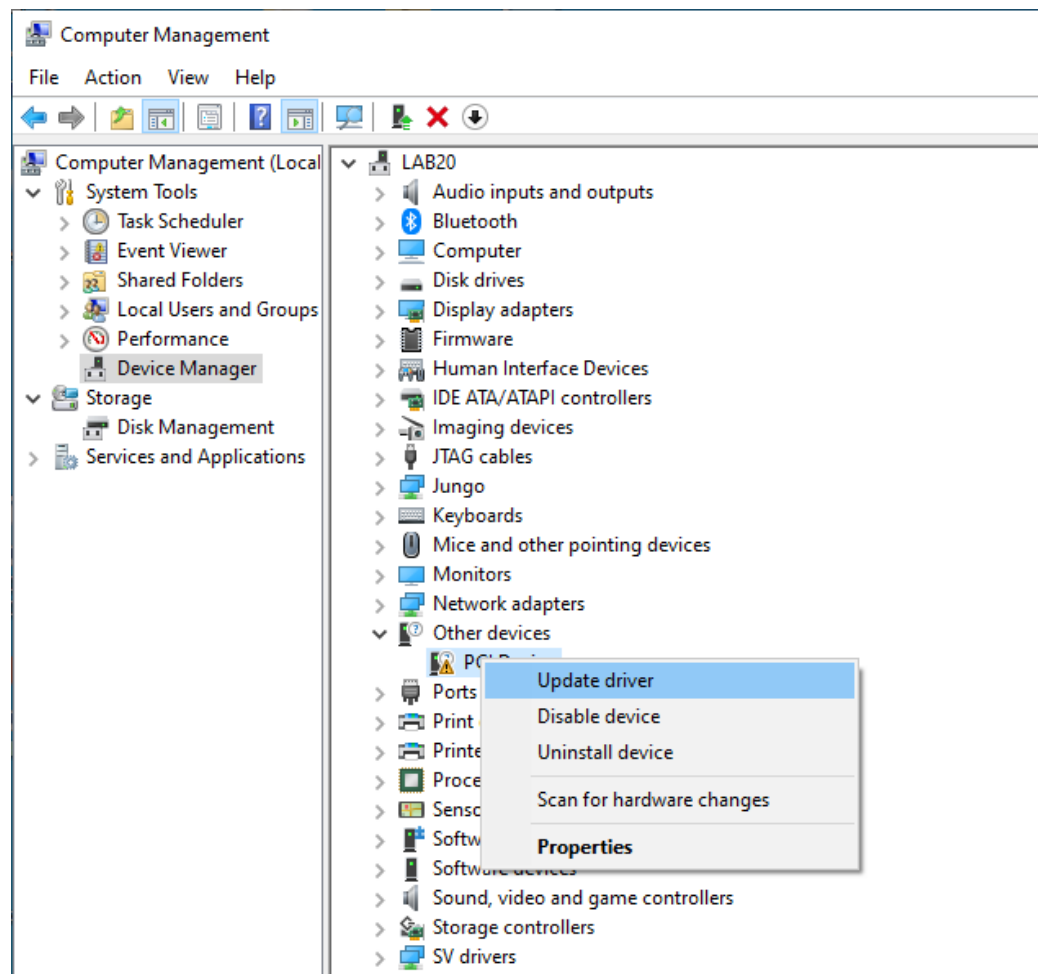 Computer Management
File Action View Help
Computer Management (Local
System Tools
Task Scheduler
Event Viewer
Shared Folders
Local Users and Groups
Performance
Device Manager
Storage
Disk Management
Services and Applications
LAB20
Audio inputs and outputs
Bluetooth
Computer
Disk drives
Display adapters
Firmware
Human Interface Devices
IDE ATA/ATAPI controllers
Imaging devices
JTAG cables
Jungo
Keyboards
Mice and other pointing devices
Monitors
Network adapters
Other devices
Ports
Print
Printe
Proce
Senso
Softw
Software devices
Sound, video and game controllers
Storage controllers
SV drivers
Update driver
Disable device
Uninstall device
Scan for hardware changes
Properties